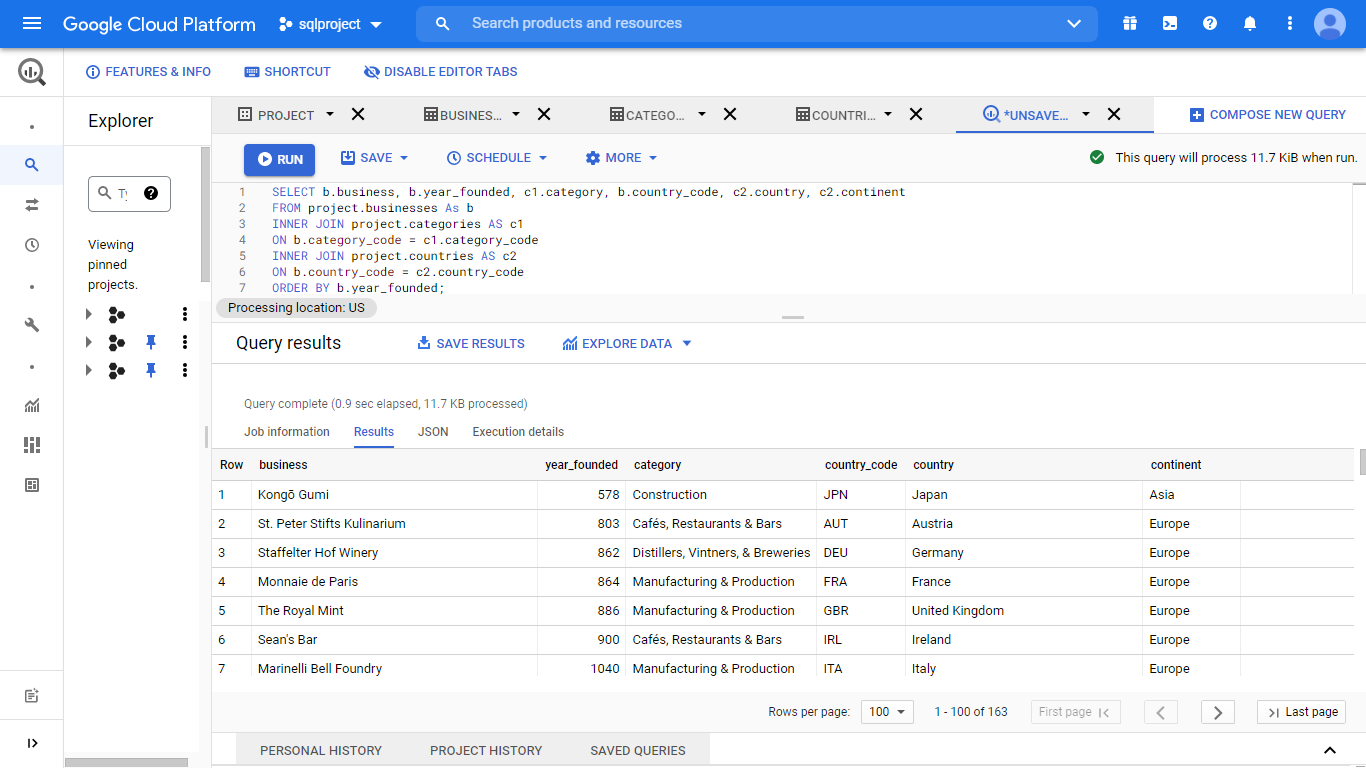 Google Cloud Platform sqlproject Search products and resources
FEATURES & INFO SHORTCUT DISABLE EDITOR TABS
Explorer
Viewing
pinned
projects.
PROJECT BUSINES... CATEGO... COUNTRI... *UNSAVE... COMPOSE NEW QUERY
RUN SAVE SCHEDULE MORE This query will process 11.7 KiB when run.
1 SELECT b.business, b.year_founded, c1.category, b.country_code, c2.country, c2.continent
2 FROM project.businesses As b
3 INNER JOIN project.categories AS c1
4 ON b.category_code = c1.category_code
5 INNER JOIN project.countries AS c2
6 ON b.country_code = c2.country_code
7 ORDER BY b.year_founded;
Processing location: US
Query results SAVE RESULTS EXPLORE DATA
Query complete (0.9 sec elapsed, 11.7 KB processed)
Job information Results JSON Execution details
Row business year_founded category country_code country continent
1 Kongō Gumi 578 Construction JPN Japan Asia
2 St. Peter Stifts Kulinarium 803 Cafés, Restaurants & Bars AUT Austria Europe
3 Staffelter Hof Winery 862 Distillers, Vintners, & Breweries DEU Germany Europe
4 Monnaie de Paris 864 Manufacturing & Production FRA France Europe
5 The Royal Mint 886 Manufacturing & Production GBR United Kingdom Europe
6 Sean's Bar 900 Cafés, Restaurants & Bars IRL Ireland Europe
7 Marinelli Bell Foundry 1040 Manufacturing & Production ITA Italy Europe
Rows per page: 100 1 - 100 of 163 First page Last page
PERSONAL HISTORY PROJECT HISTORY SAVED QUERIES